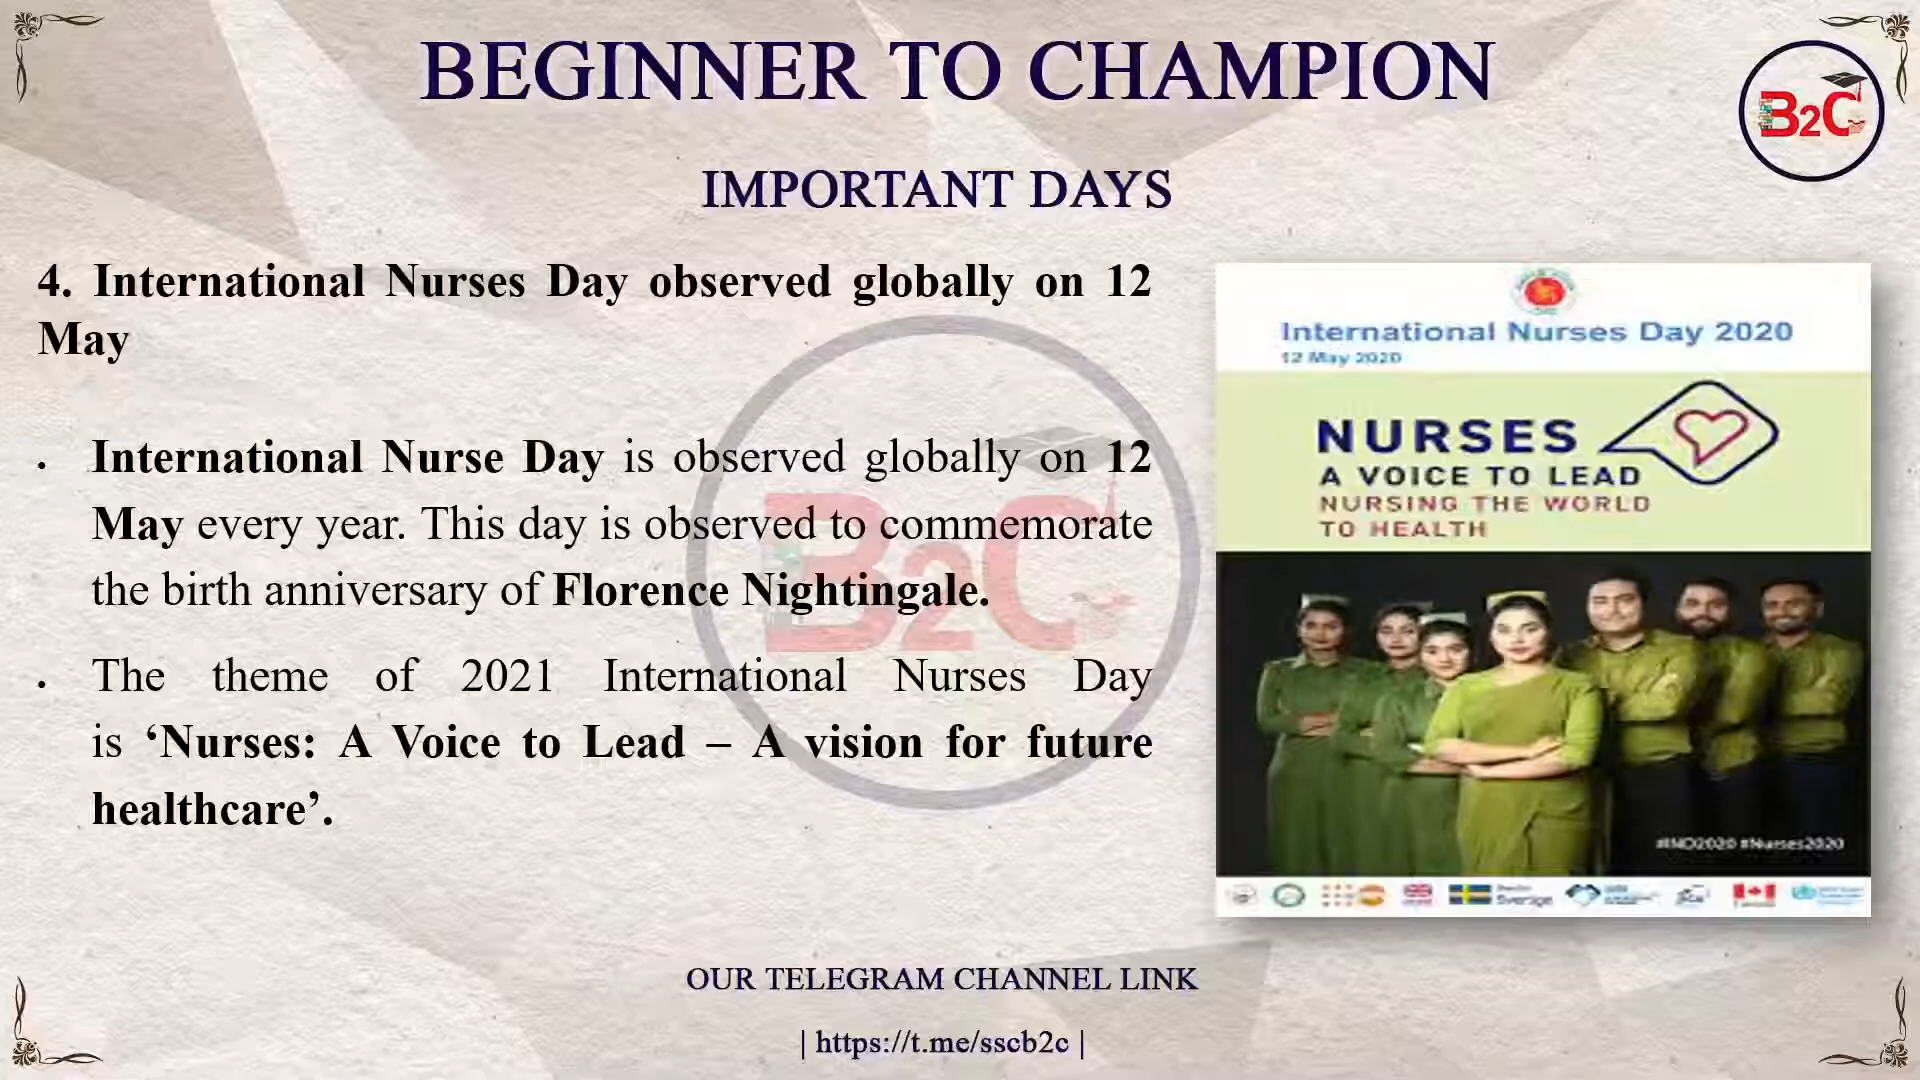 BEGINNER TO CHAMPION
B2C
IMPORTANT DAYS
4. International Nurses Day observed globally on 12
May
• International Nurse Day is observed globally on 12
May every year. This day is observed to commemorate
the birth anniversary of Florence Nightingale.
• The theme of 2021 International Nurses Day
is ‘Nurses: A Voice to Lead – A vision for future
healthcare’.
B2C
International Nurses Day 2020
12 May 2020
NURSES
A VOICE TO LEAD
NURSING THE WORLD
TO HEALTH
#IND2020 #Nurses2020
Sverige
OUR TELEGRAM CHANNEL LINK
| https://t.me/sscb2c |